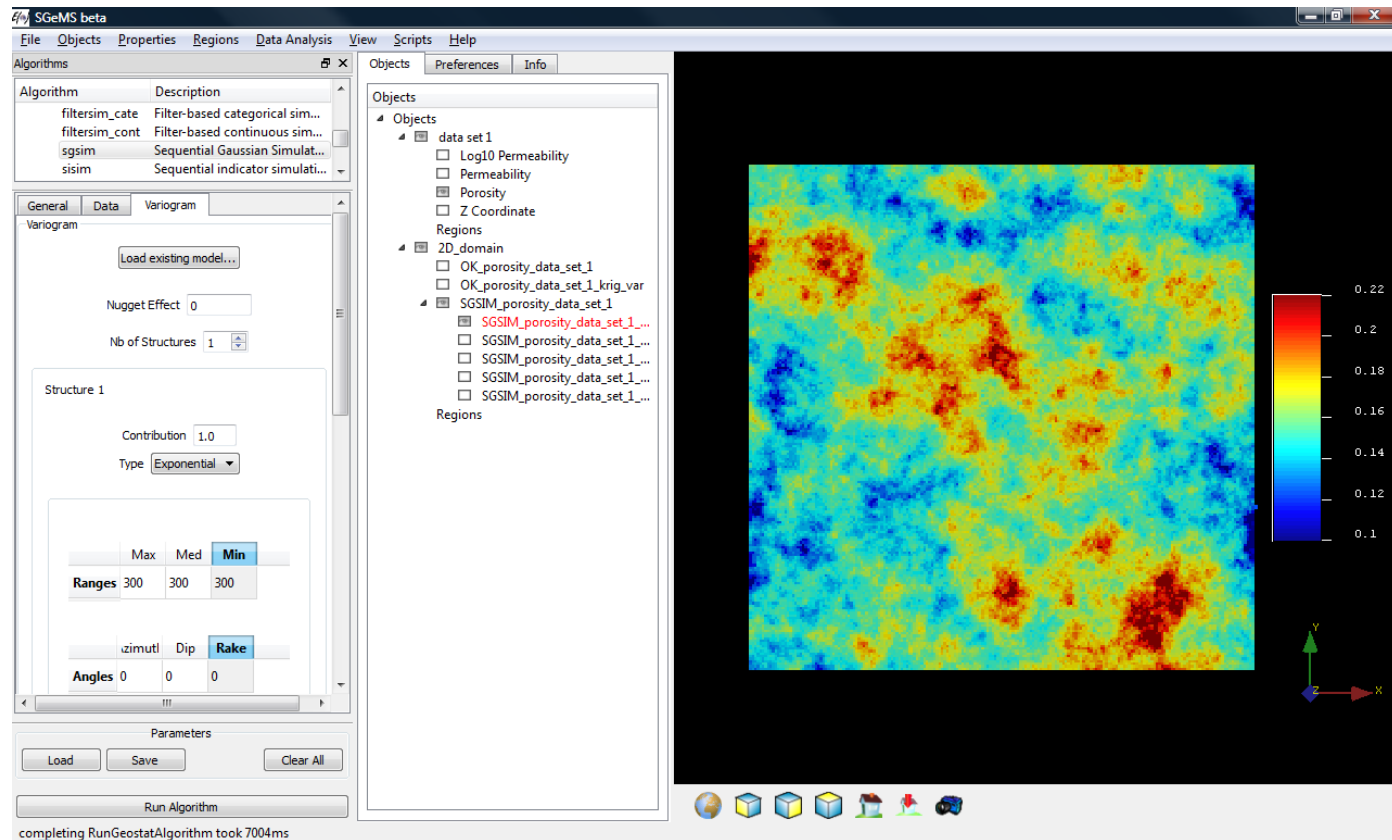 SGeMS beta
File Objects Properties Regions Data Analysis View Scripts Help
Algorithms
Algorithm Description
filtersim_cate Filter-based categorical sim...
filtersim_cont Filter-based continuous sim...
sgsim Sequential Gaussian Simulat...
sisim Sequential indicator simulati...
General Data Variogram
Variogram
Load existing model...
Nugget Effect 0
Nb of Structures 1
Structure 1
Contribution 1.0
Type Exponential
Max Med Min
Ranges 300 300 300
zimutl Dip Rake
Angles 0 0 0
Parameters
Load Save Clear All
Run Algorithm
completing RunGeostatAlgorithm took 7004ms
Objects Preferences Info
Objects
Objects
data set 1
Log10 Permeability
Permeability
Porosity
Z Coordinate
Regions
2D_domain
OK_porosity_data_set_1
OK_porosity_data_set_1_krig_var
SGSIM_porosity_data_set_1
SGSIM_porosity_data_set_1_...
SGSIM_porosity_data_set_1_...
SGSIM_porosity_data_set_1_...
SGSIM_porosity_data_set_1_...
SGSIM_porosity_data_set_1_...
Regions
0.22
0.2
0.18
0.16
0.14
0.12
0.1
Y
Z
X